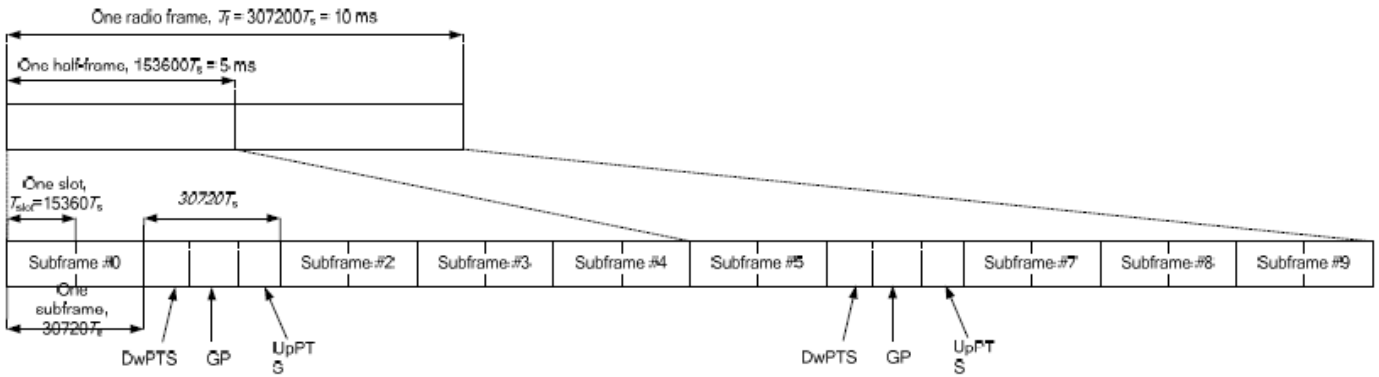 One radio frame, Tf = 307200Ts = 10 ms
One half-frame, 153600Ts = 5 ms
One slot,
Tslot=15360Ts
30720Ts
Subframe #0
Subframe #2
Subframe #3
Subframe #4
Subframe #5
Subframe #7
Subframe #8
Subframe #9
One
subframe,
30720Ts
DwPTS
GP
UpPT
S
DwPTS
GP
UpPT
S